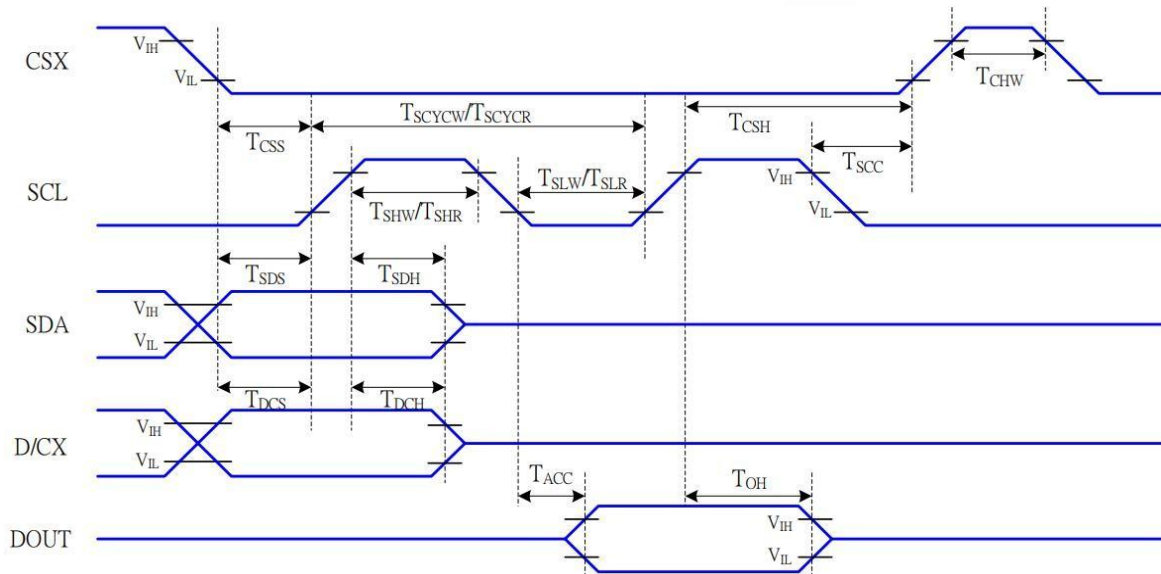 CSX
VIH
VIL
TCHW
TSCYCW/TSCYCR
TCSS
TCSH
TSCC
SCL
TSLW/TSLR
VIH
TSHW/TSHR
VIL
TSDS
TSDH
SDA
VIH
VIL
TDCS
TDCH
D/CX
VIH
VIL
TACC
TOH
DOUT
VIH
VIL